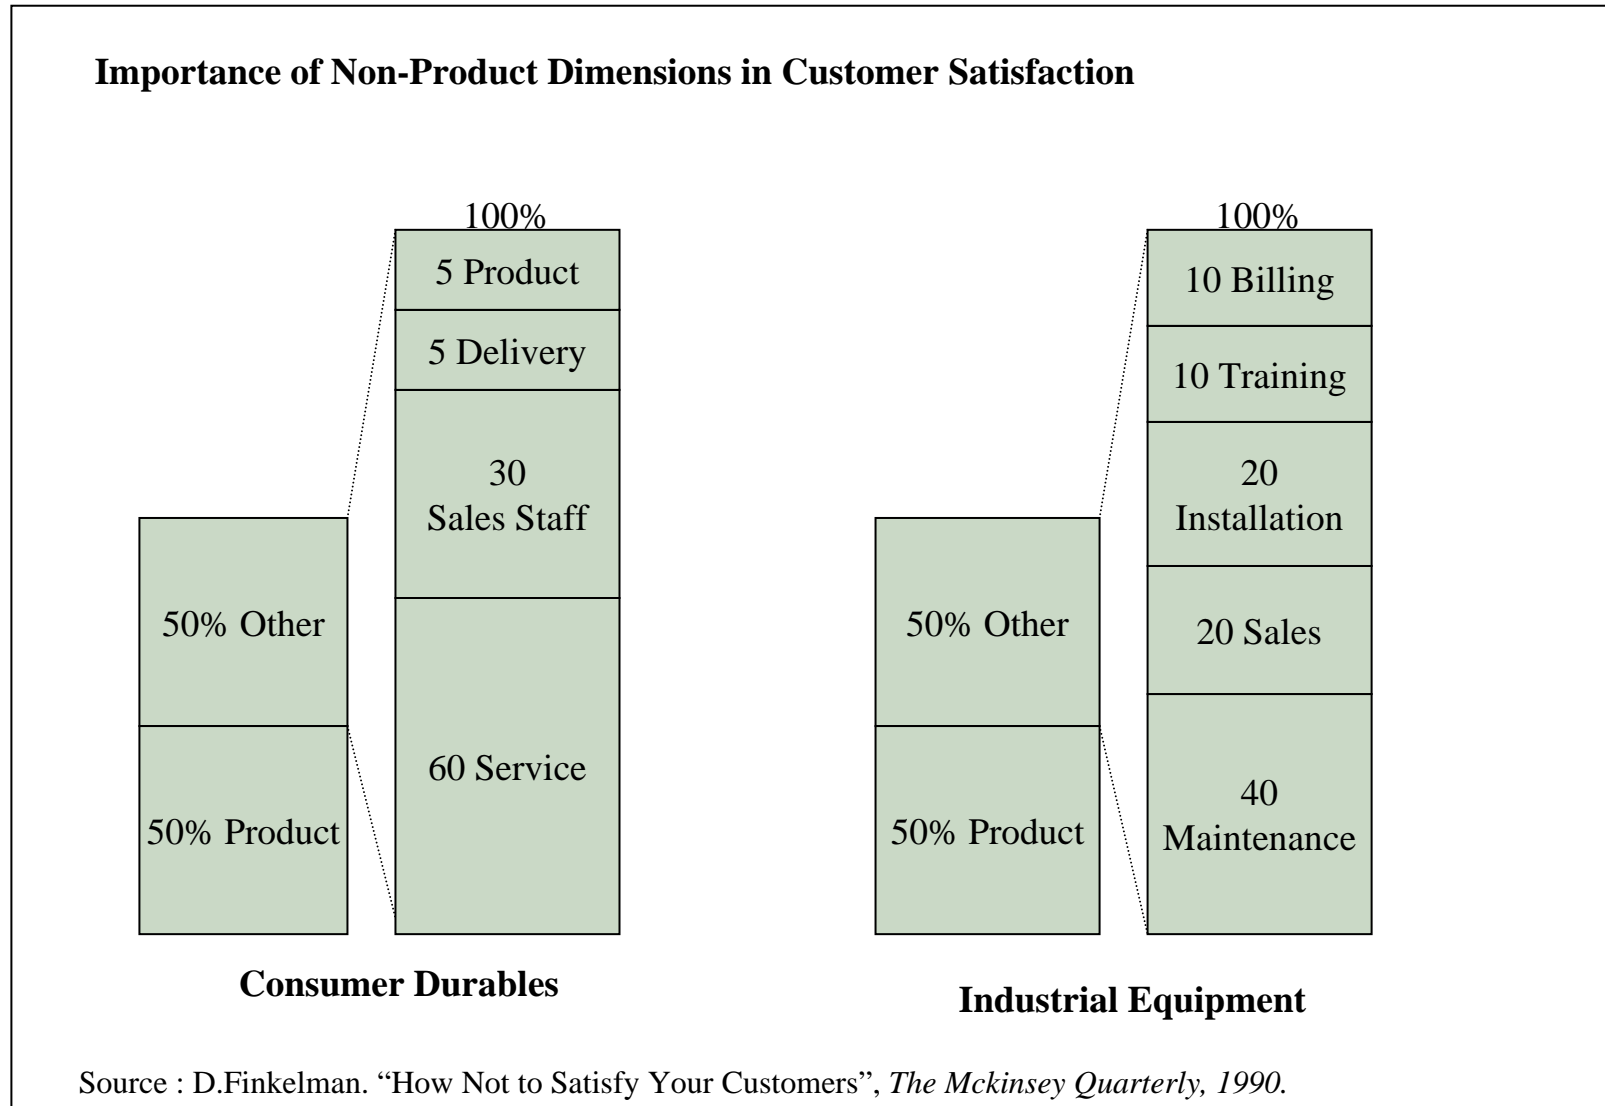 Importance of Non-Product Dimensions in Customer Satisfaction
100%
5 Product
5 Delivery
30
Sales Staff
60 Service
50% Other
50% Product
Consumer Durables
100%
10 Billing
10 Training
20
Installation
20 Sales
40
Maintenance
50% Other
50% Product
Industrial Equipment
Source : D.Finkelman. “How Not to Satisfy Your Customers”, The Mckinsey Quarterly, 1990.